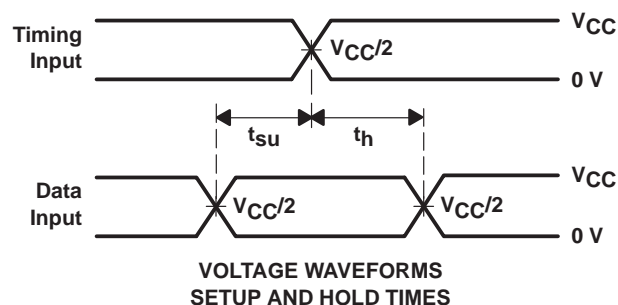 Timing
Input
VCC
VCC/2
0 V
tsu
th
Data
Input
VCC
VCC/2
VCC/2
0 V
VOLTAGE WAVEFORMS
SETUP AND HOLD TIMES